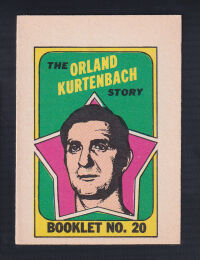 THE ORLAND
KURTENBACH
STORY
BOOKLET NO. 20